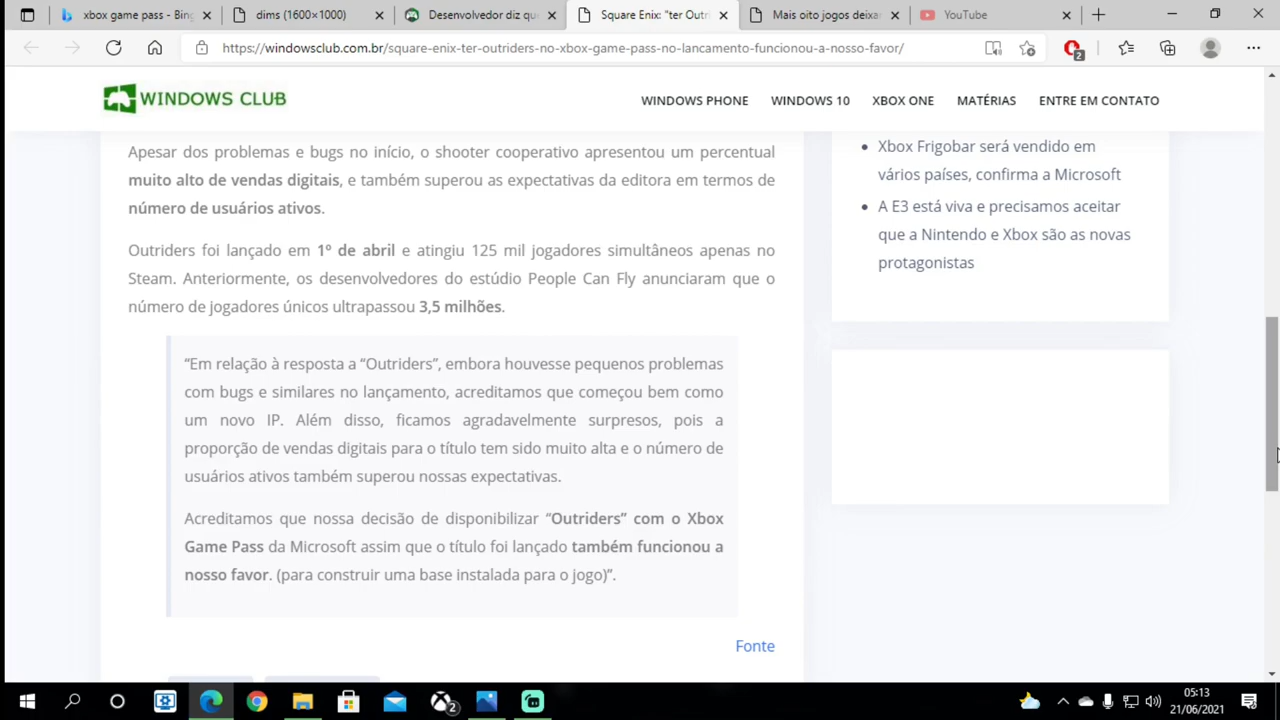 xbox game pass - Bing
dims (1600×1000)
Desenvolvedor diz que
Square Enix: "ter Outri
Mais oito jogos deixa
YouTube
https://windowsclub.com.br/square-enix-ter-outriders-no-xbox-game-pass-no-lancamento-funcionou-a-nosso-favor/
2
WINDOWS CLUB
WINDOWS PHONE
WINDOWS 10
XBOX ONE
MATÉRIAS
ENTRE EM CONTATO
Apesar dos problemas e bugs no início, o shooter cooperativo apresentou um percentual
muito alto de vendas digitais, e também superou as expectativas da editora em termos de
número de usuários ativos.
Outriders foi lançado em 1º de abril e atingiu 125 mil jogadores simultâneos apenas no
Steam. Anteriormente, os desenvolvedores do estúdio People Can Fly anunciaram que o
número de jogadores únicos ultrapassou 3,5 milhões.
“Em relação à resposta a “Outriders”, embora houvesse pequenos problemas
com bugs e similares no lançamento, acreditamos que começou bem como
um novo IP. Além disso, ficamos agradavelmente surpresos, pois a
proporção de vendas digitais para o título tem sido muito alta e o número de
usuários ativos também superou nossas expectativas.
Acreditamos que nossa decisão de disponibilizar “Outriders” com o Xbox
Game Pass da Microsoft assim que o título foi lançado também funcionou a
nosso favor. (para construir uma base instalada para o jogo)”.
Fonte
Xbox Frigobar será vendido em
vários países, confirma a Microsoft
A E3 está viva e precisamos aceitar
que a Nintendo e Xbox são as novas
protagonistas
2
05:13
21/06/2021